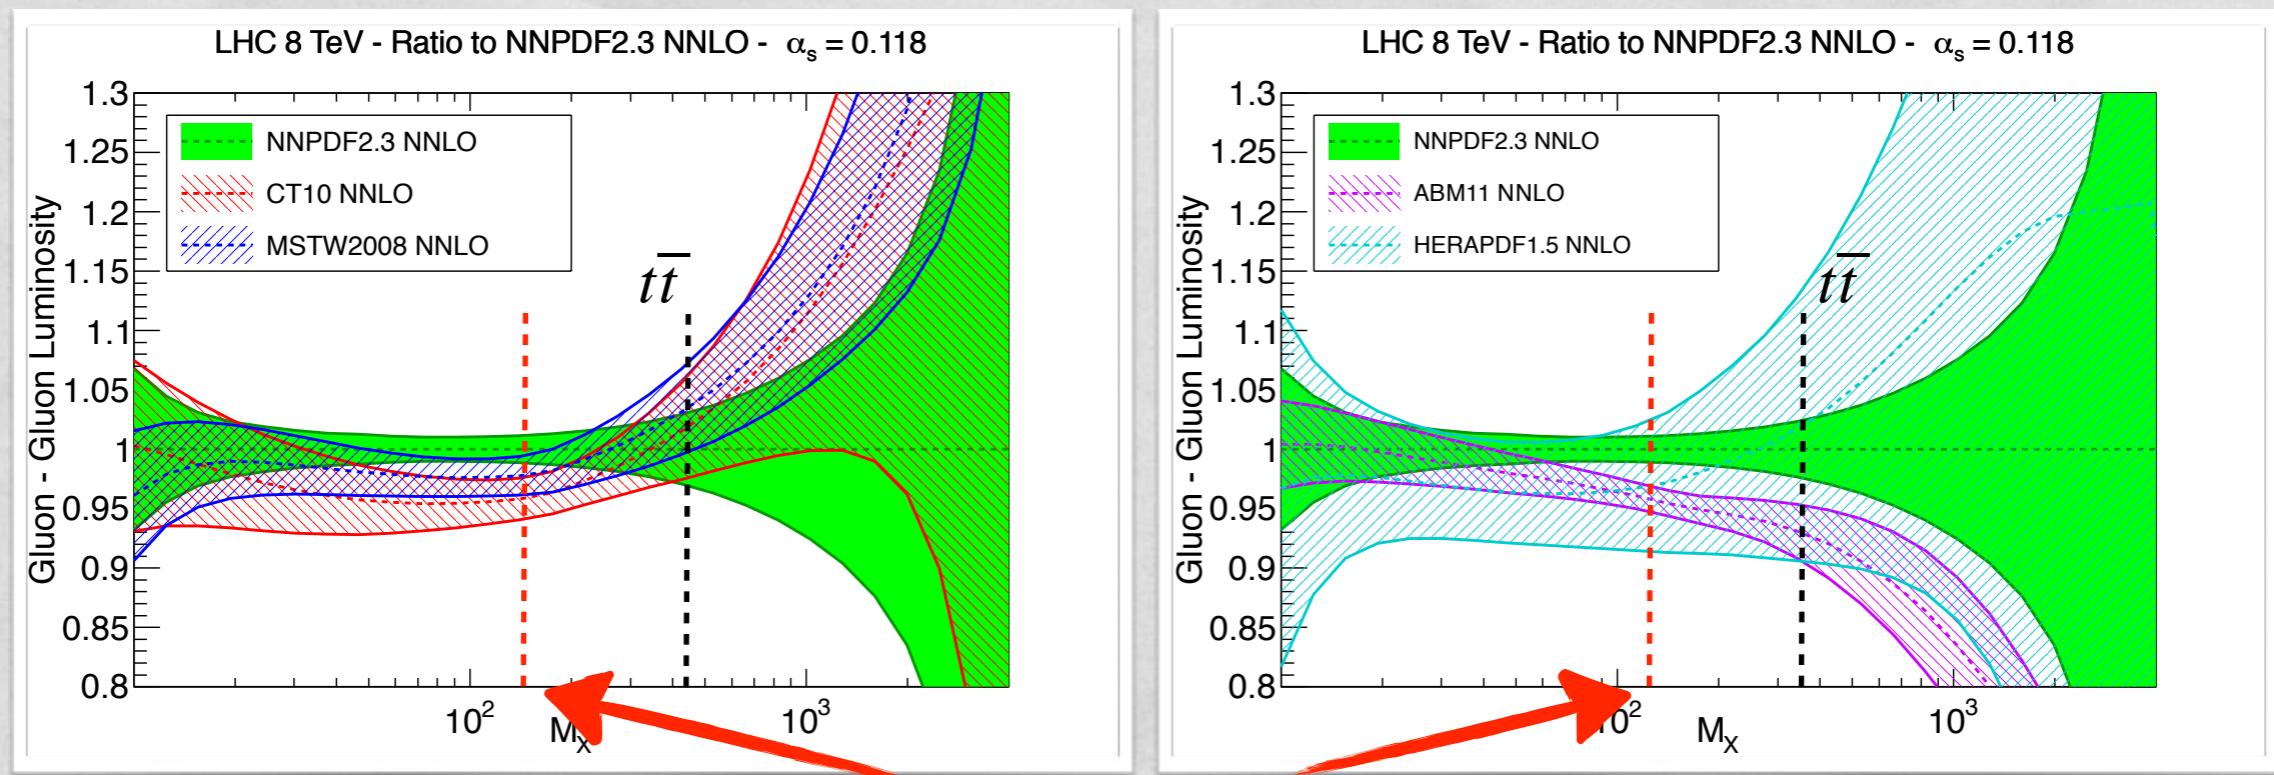 LHC 8 TeV - Ratio to NNPDF2.3 NNLO - αs = 0.118
Gluon - Gluon Luminosity
1.3
1.25
1.2
1.15
1.1
1.05
1
0.95
0.9
0.85
0.8
NNPDF2.3 NNLO
CT10 NNLO
MSTW2008 NNLO
tt̅
10²
10³
MX
LHC 8 TeV - Ratio to NNPDF2.3 NNLO - αs = 0.118
Gluon - Gluon Luminosity
1.3
1.25
1.2
1.15
1.1
1.05
1
0.95
0.9
0.85
0.8
NNPDF2.3 NNLO
ABM11 NNLO
HERAPDF1.5 NNLO
tt̅
10²
10³
MX